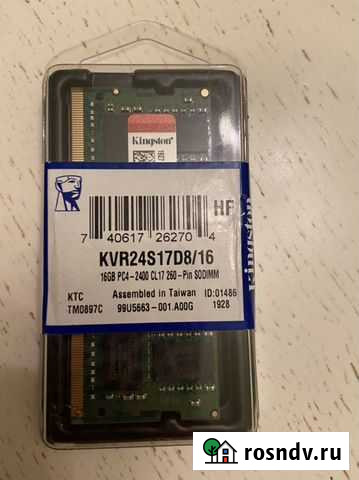 Kingston
HF
Kingston
7 40617 26270 4
KVR24S17D8/16
16GB PC4-2400 CL17 260-Pin SODIMM
KTC Assembled in Taiwan ID:01486
TM0897C 99U5663-001.A00G 1928
rosndv.ru